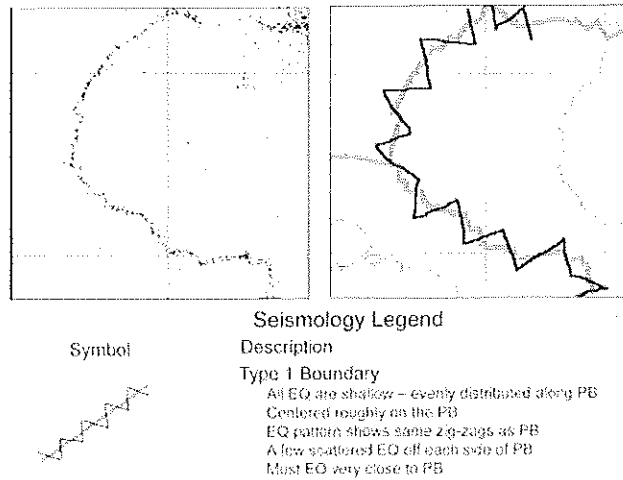 Seismology Legend
Symbol
Description
Type 1 Boundary
All EQ are shallow – evenly distributed along PB
Centered roughly on the PB
EQ pattern shows same zig-zags as PB
A few scattered EQ off each side of PB
Most EQ very close to PB